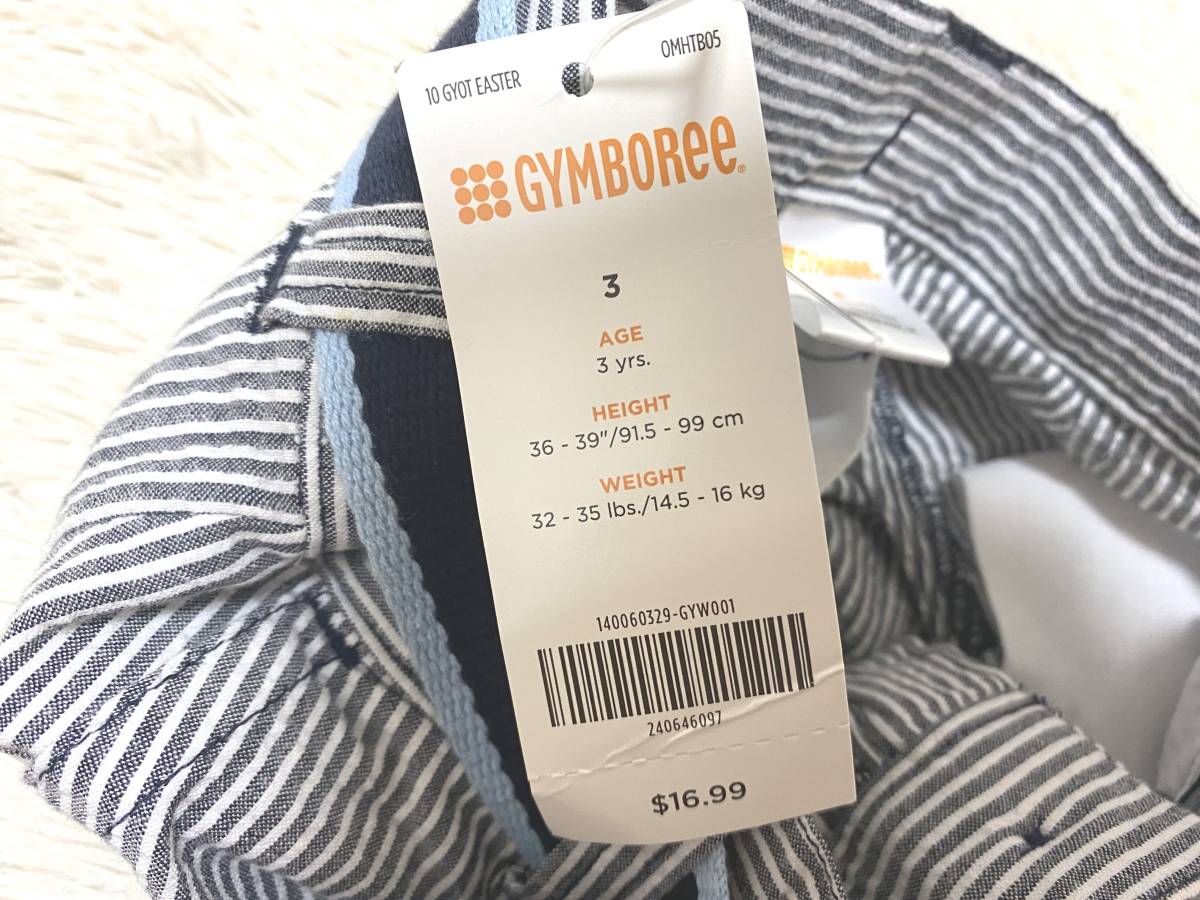 10 GYOT EASTER
OMHTB05
GYMBOREE®
3
AGE
3 yrs.
HEIGHT
36 - 39"/91.5 - 99 cm
WEIGHT
32 - 35 lbs./14.5 - 16 kg
140060329-GYW001
240646097
$16.99
GYMBOREE